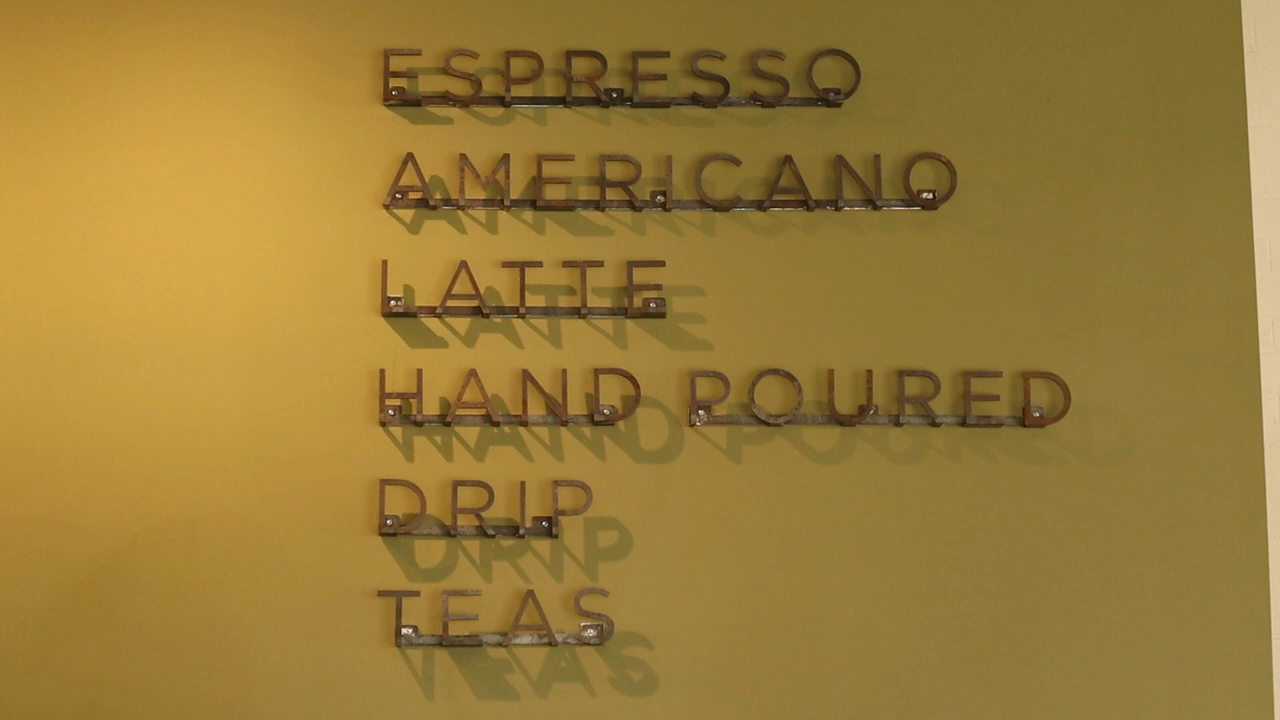 ESPRESSO
AMERICANO
LATTE
HAND POURED
DRIP
TEAS